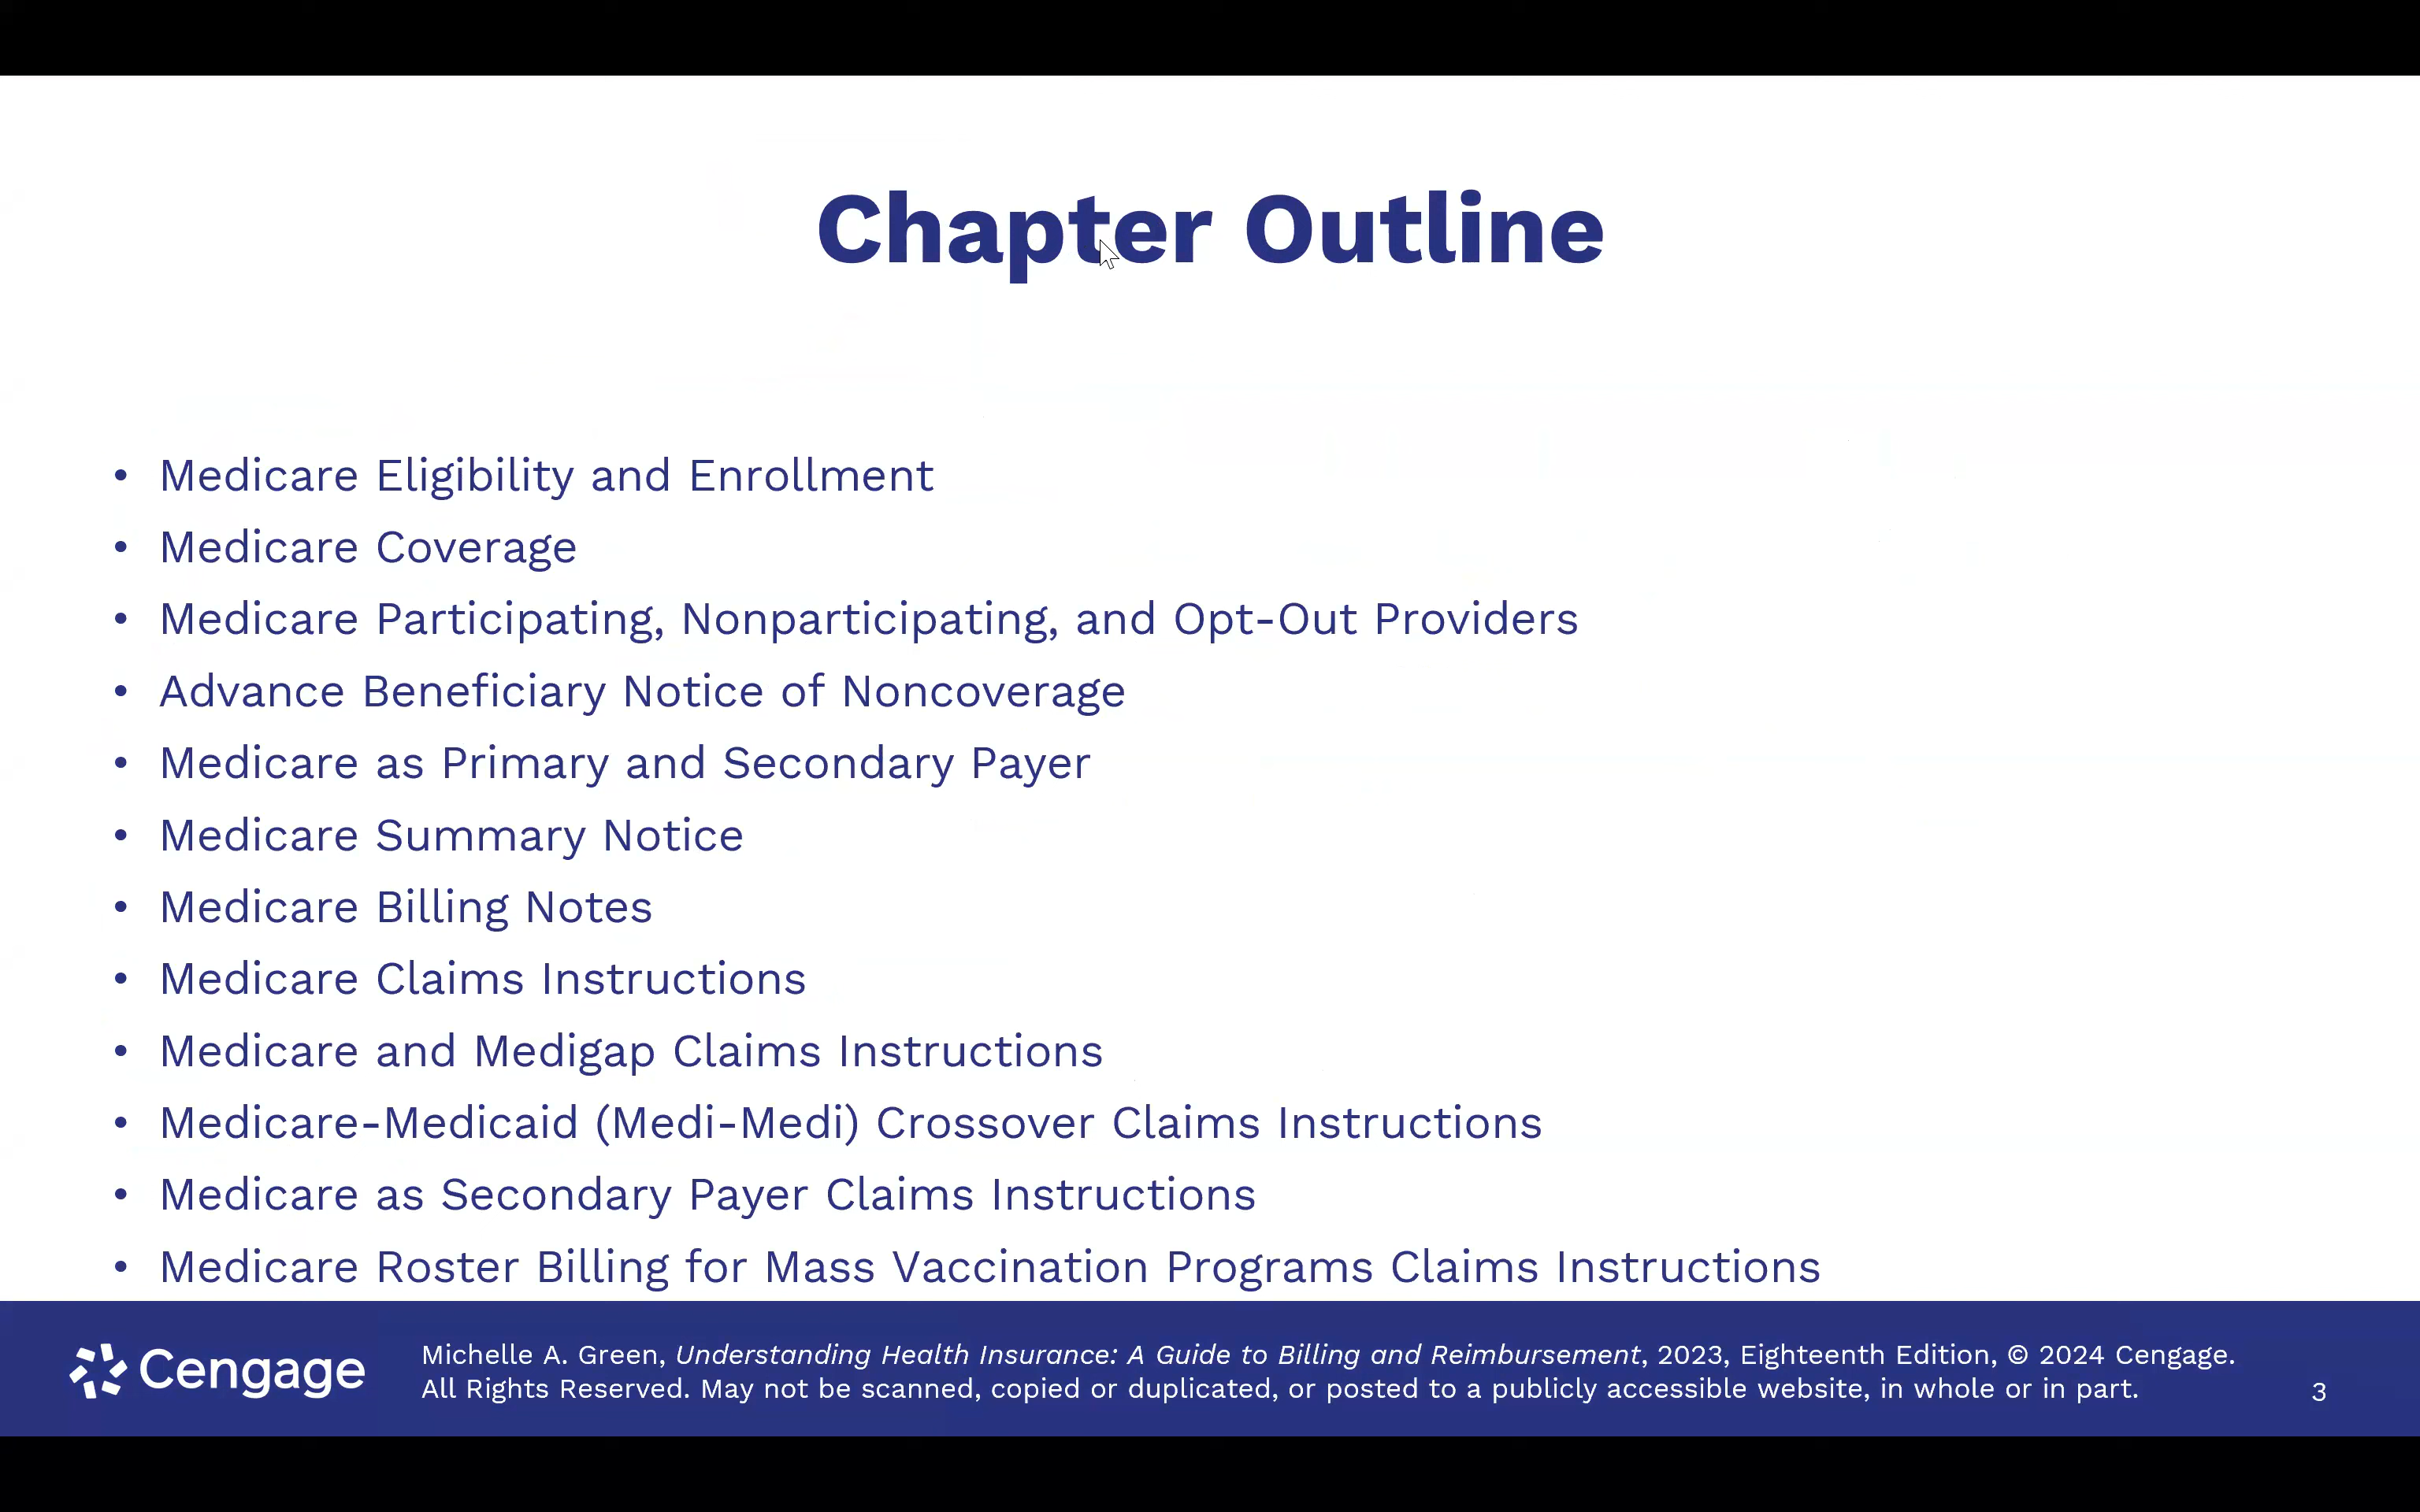 Chapter Outline
• Medicare Eligibility and Enrollment
• Medicare Coverage
• Medicare Participating, Nonparticipating, and Opt-Out Providers
• Advance Beneficiary Notice of Noncoverage
• Medicare as Primary and Secondary Payer
• Medicare Summary Notice
• Medicare Billing Notes
• Medicare Claims Instructions
• Medicare and Medigap Claims Instructions
• Medicare-Medicaid (Medi-Medi) Crossover Claims Instructions
• Medicare as Secondary Payer Claims Instructions
• Medicare Roster Billing for Mass Vaccination Programs Claims Instructions
Cengage
Michelle A. Green, Understanding Health Insurance: A Guide to Billing and Reimbursement, 2023, Eighteenth Edition, © 2024 Cengage.
All Rights Reserved. May not be scanned, copied or duplicated, or posted to a publicly accessible website, in whole or in part.
3